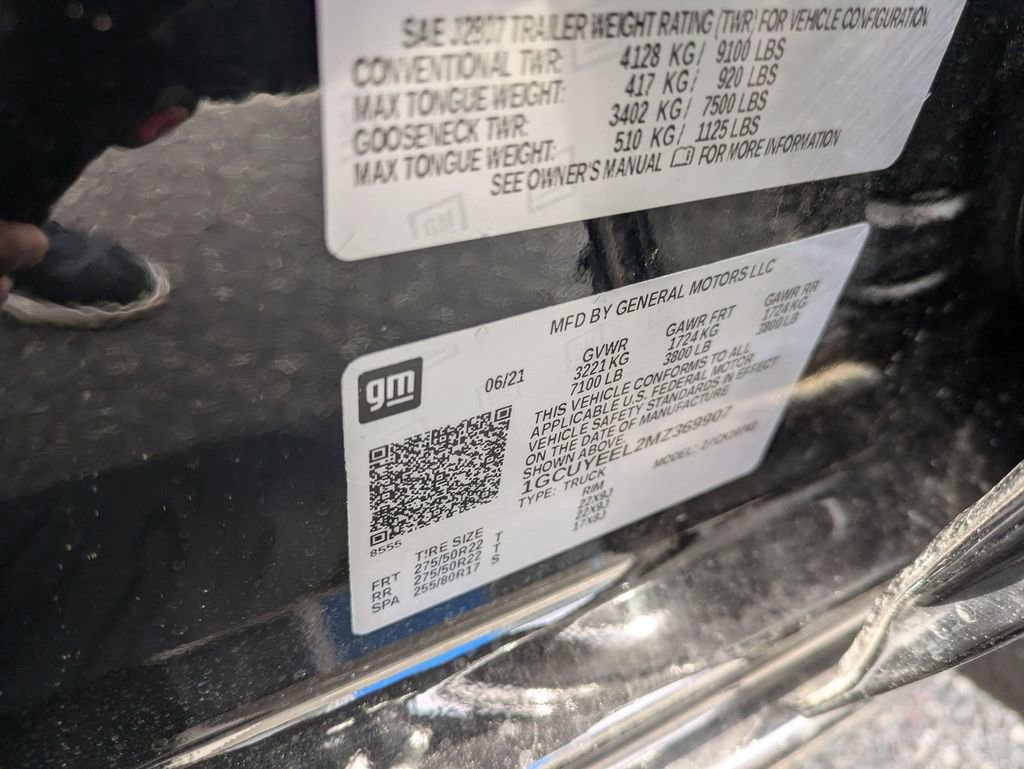 SAE J2807 TRAILER WEIGHT RATING (TWR) FOR VEHICLE CONFIGURATION
CONVENTIONAL TWR: 4128 KG/ 9100 LBS
MAX TONGUE WEIGHT: 417 KG/ 920 LBS
GOOSENECK TWR: 3402 KG/ 7500 LBS
MAX TONGUE WEIGHT: 510 KG/ 1125 LBS
SEE OWNER'S MANUAL FOR MORE INFORMATION
GM
MFD BY GENERAL MOTORS LLC
gm
06/21
GVWR GAWR FRT GAWR RR
3221 KG 1724 KG 1724 KG
7100 LB 3800 LB 3800 LB
THIS VEHICLE CONFORMS TO ALL
APPLICABLE U.S. FEDERAL MOTOR
VEHICLE SAFETY STANDARDS IN EFFECT
ON THE DATE OF MANUFACTURE
SHOWN ABOVE.
1GCUYEEL2MZ369907
TYPE: TRUCK MODEL:
8555
TIRE SIZE RIM
FRT 275/50R22 T 22X9J
RR 275/50R22 T 22X9J
SPA 255/80R17 S 17X8J